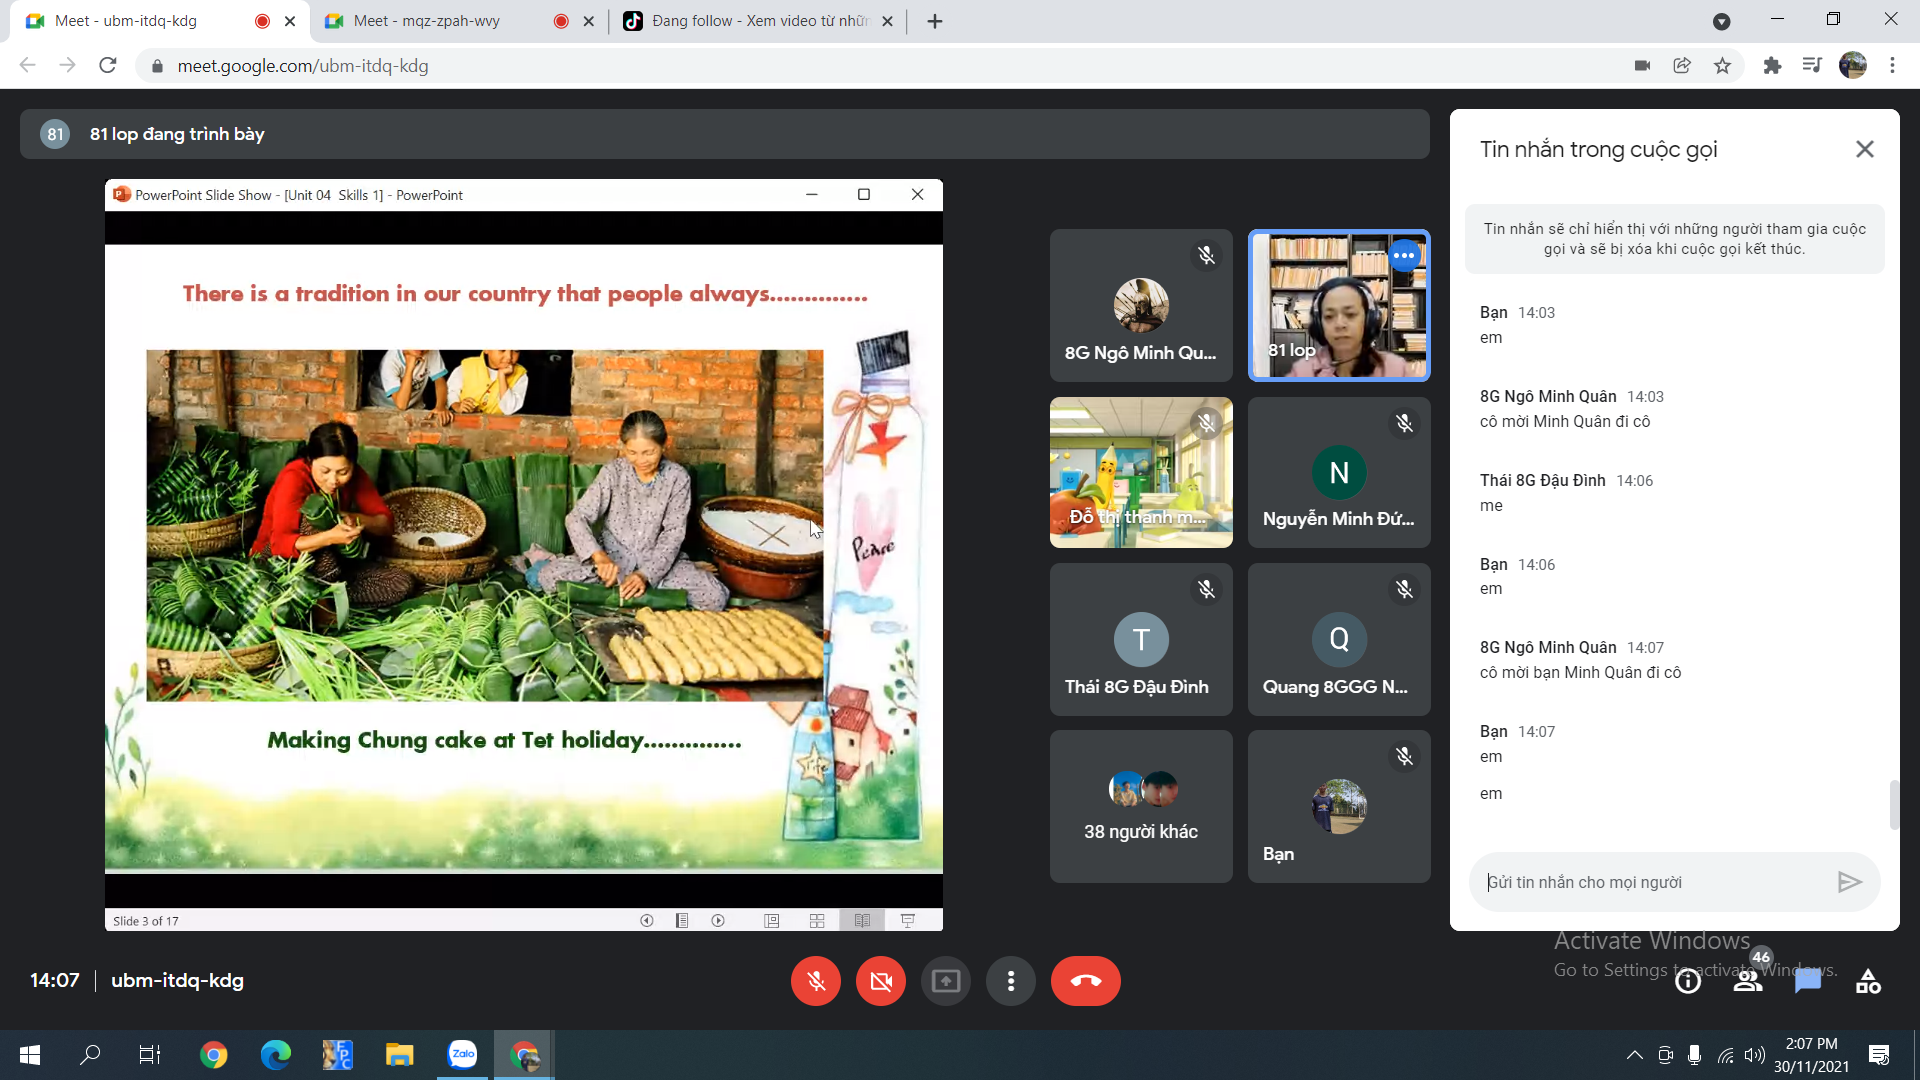 Meet - ubm-itdq-kdg
Meet - mqz-zpah-wvy
Đang follow - Xem video từ nhữn
meet.google.com/ubm-itdq-kdg
81
81 lop đang trình bày
PowerPoint Slide Show - [Unit 04  Skills 1] - PowerPoint
There is a tradition in our country that people always..............
Peace
Making Chung cake at Tet holiday..............
Slide 3 of 17
8G Ngô Minh Qu...
81 lop
Đỗ thị thanh m...
N
Nguyễn Minh Đứ...
T
Thái 8G Đậu Đình
Q
Quang 8GGG N...
38 người khác
Bạn
Tin nhắn trong cuộc gọi
Tin nhắn sẽ chỉ hiển thị với những người tham gia cuộc
gọi và sẽ bị xóa khi cuộc gọi kết thúc.
Bạn 14:03
em
8G Ngô Minh Quân 14:03
cô mời Minh Quân đi cô
Thái 8G Đậu Đình 14:06
me
Bạn 14:06
em
8G Ngô Minh Quân 14:07
cô mời bạn Minh Quân đi cô
Bạn 14:07
em
em
Gửi tin nhắn cho mọi người
Activate Windows
Go to Settings to activate Windows.
46
14:07
ubm-itdq-kdg
FPC
Zalo
2:07 PM
30/11/2021